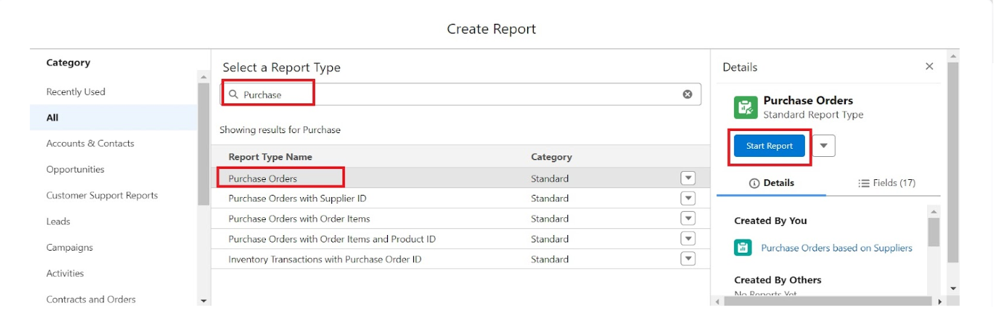 Create Report
Category
Recently Used
All
Accounts & Contacts
Opportunities
Customer Support Reports
Leads
Campaigns
Activities
Contracts and Orders
Select a Report Type
Purchase
Showing results for Purchase
Report Type Name Category
Purchase Orders Standard
Purchase Orders with Supplier ID Standard
Purchase Orders with Order Items Standard
Purchase Orders with Order Items and Product ID Standard
Inventory Transactions with Purchase Order ID Standard
Details
Purchase Orders
Standard Report Type
Start Report
Details Fields (17)
Created By You
Purchase Orders based on Suppliers
Created By Others
No Reports Yet